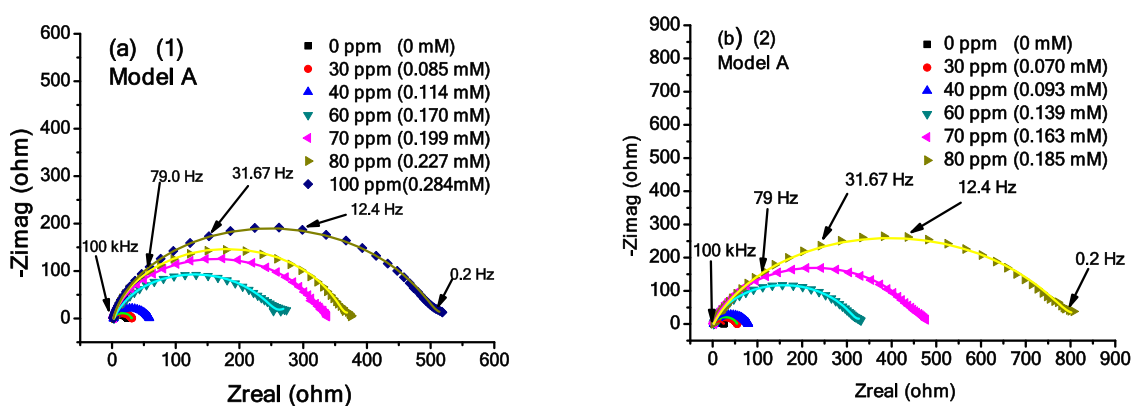 600
500
400
300
200
100
0
-Zimag (ohm)
(a) (1)
Model A
0 ppm (0 mM)
30 ppm (0.085 mM)
40 ppm (0.114 mM)
60 ppm (0.170 mM)
70 ppm (0.199 mM)
80 ppm (0.227 mM)
100 ppm(0.284mM)
79.0 Hz
31.67 Hz
12.4 Hz
100 kHz
0.2 Hz
0 100 200 300 400 500 600
Zreal (ohm)
900
800
700
600
500
400
300
200
100
0
-Zimag (ohm)
(b) (2)
Model A
0 ppm (0 mM)
30 ppm (0.070 mM)
40 ppm (0.093 mM)
60 ppm (0.139 mM)
70 ppm (0.163 mM)
80 ppm (0.185 mM)
31.67 Hz
12.4 Hz
79 Hz
100 kHz
0.2 Hz
0 100 200 300 400 500 600 700 800 900
Zreal (ohm)